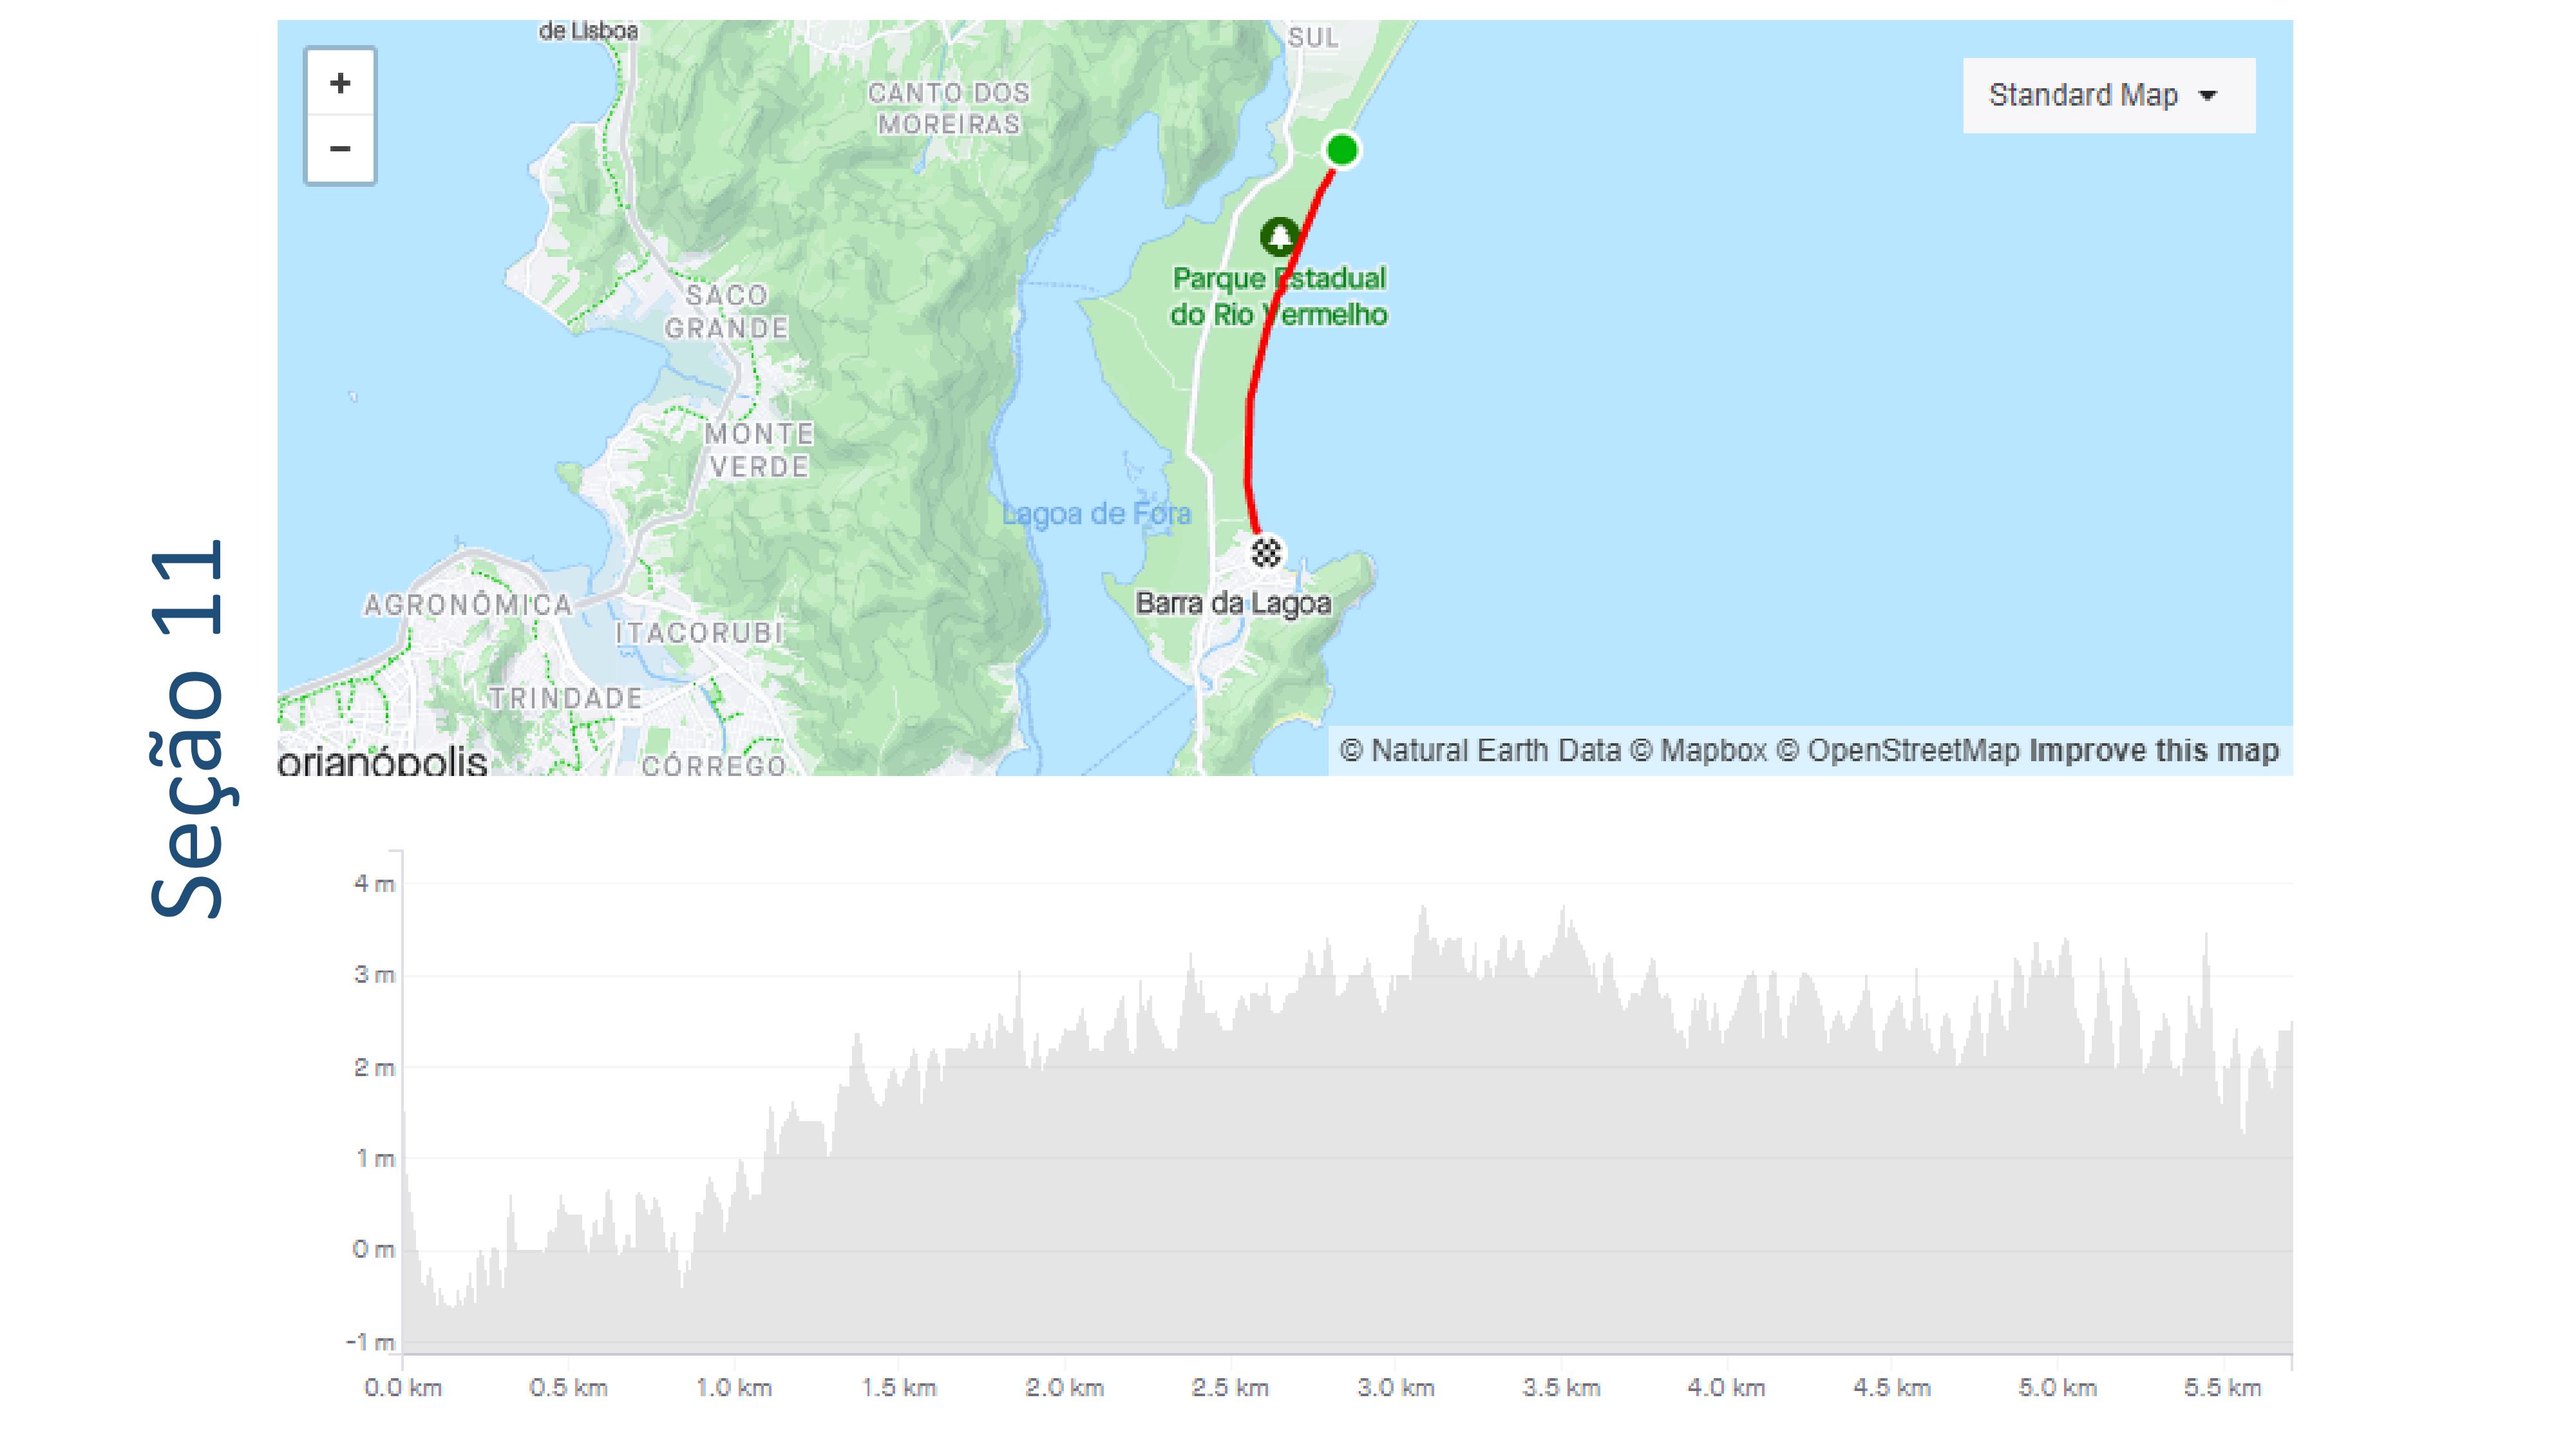 Seção 11
de Lisboa
SUL
+
−
Standard Map
CANTO DOS
MOREIRAS
Parque Estadual
do Rio Vermelho
SACO
GRANDE
MONTE
VERDE
Lagoa de Fora
AGRONÔMICA
Barra da Lagoa
ITACORUBI
TRINDADE
orianópolis
CÓRREGO
© Natural Earth Data © Mapbox © OpenStreetMap Improve this map
4 m
3 m
2 m
1 m
0 m
-1 m
0.0 km 0.5 km 1.0 km 1.5 km 2.0 km 2.5 km 3.0 km 3.5 km 4.0 km 4.5 km 5.0 km 5.5 km